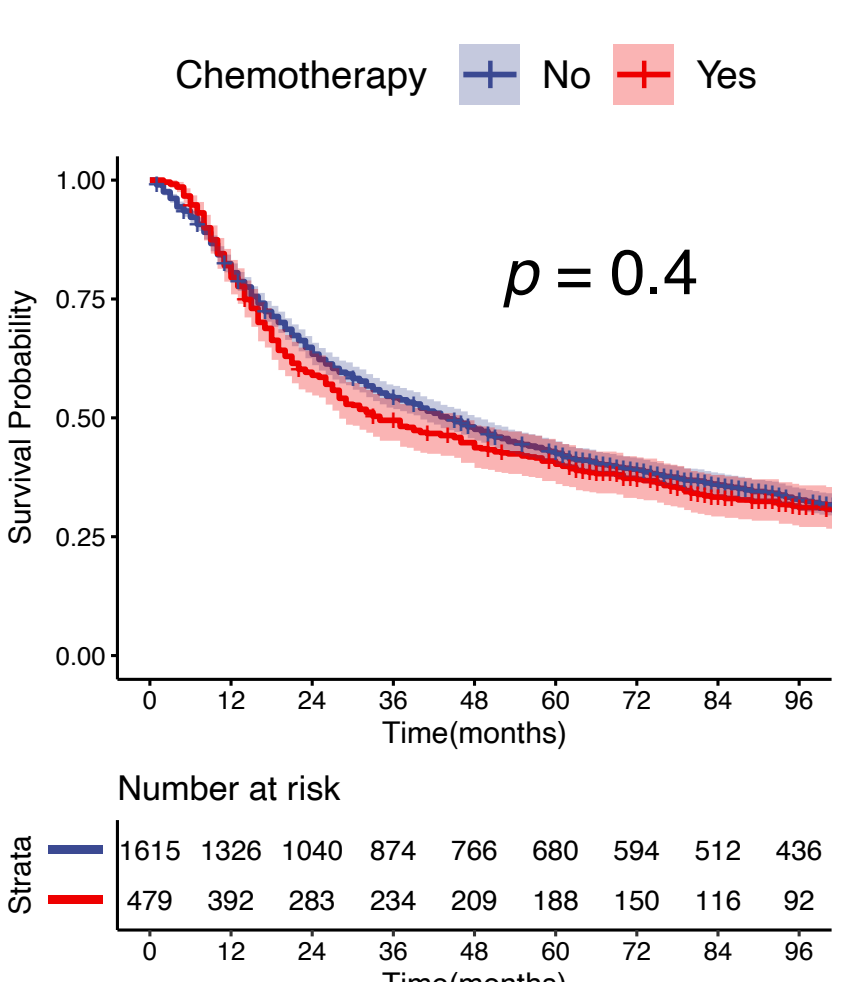 Chemotherapy No Yes
1.00
p = 0.4
0.75
0.50
0.25
0.00
Survival Probability
0 12 24 36 48 60 72 84 96
Time(months)
Number at risk
Strata
1615 1326 1040 874 766 680 594 512 436
479 392 283 234 209 188 150 116 92
0 12 24 36 48 60 72 84 96
Time(months)